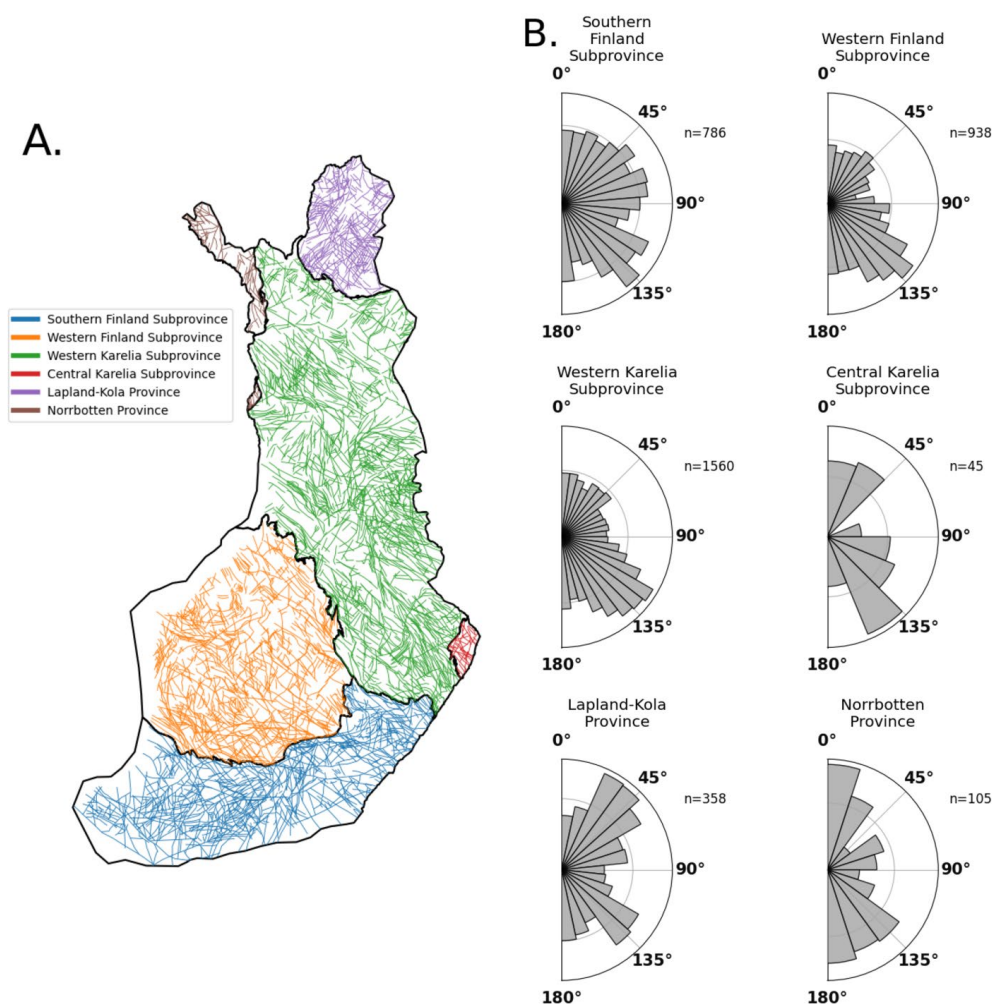 A.
Southern Finland Subprovince
Western Finland Subprovince
Western Karelia Subprovince
Central Karelia Subprovince
Lapland-Kola Province
Norrbotten Province
B.
Southern
Finland
Subprovince
0°
45°
n=786
90°
135°
180°
Western Finland
Subprovince
0°
45°
n=938
90°
135°
180°
Western Karelia
Subprovince
0°
45°
n=1560
90°
135°
180°
Central Karelia
Subprovince
0°
45°
n=45
90°
135°
180°
Lapland-Kola
Province
0°
45°
n=358
90°
135°
180°
Norrbotten
Province
0°
45°
n=105
90°
135°
180°